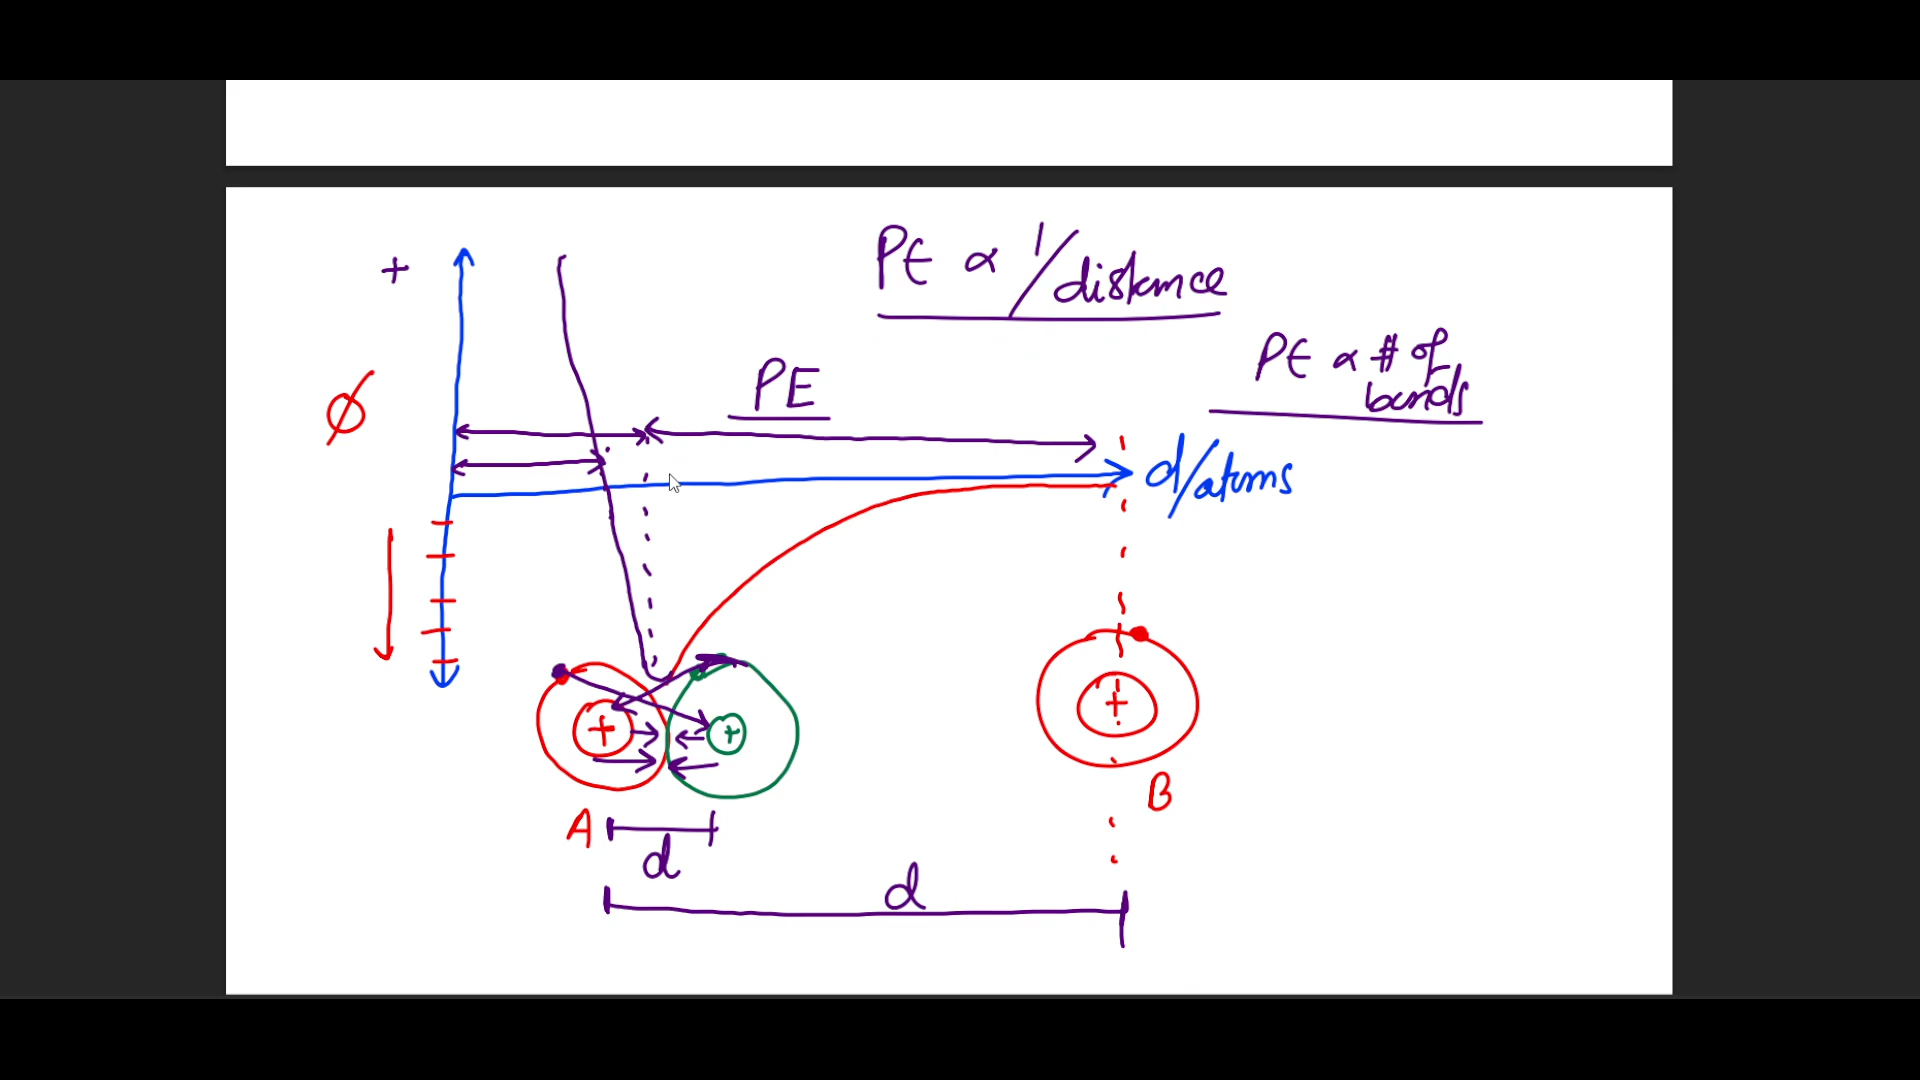 +
PE ∝ 1/distance
PE ∝ # of
bonds
PE
ϕ
d/atoms
+
+
+
A
B
d
d